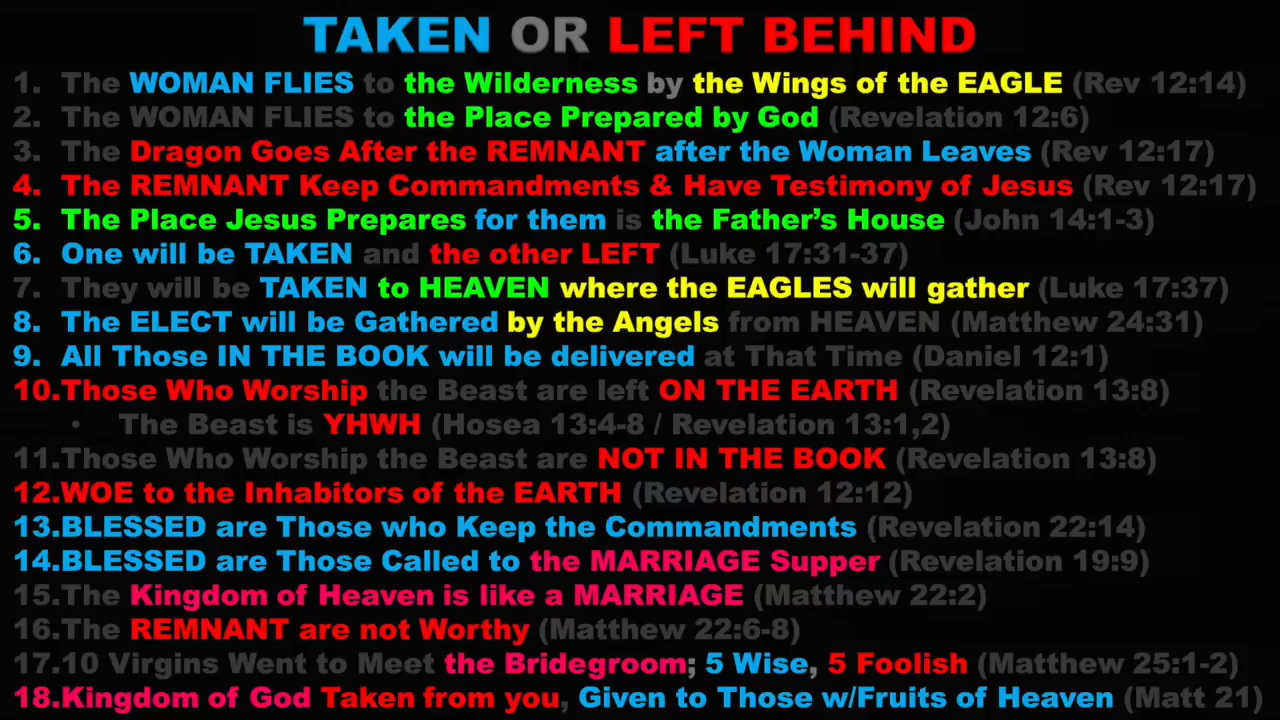 TAKEN OR LEFT BEHIND
1. The WOMAN FLIES to the Wilderness by the Wings of the EAGLE (Rev 12:14)
2. The WOMAN FLIES to the Place Prepared by God (Revelation 12:6)
3. The Dragon Goes After the REMNANT after the Woman Leaves (Rev 12:17)
4. The REMNANT Keep Commandments & Have Testimony of Jesus (Rev 12:17)
5. The Place Jesus Prepares for them is the Father's House (John 14:1-3)
6. One will be TAKEN and the other LEFT (Luke 17:31-37)
7. They will be TAKEN to HEAVEN where the EAGLES will gather (Luke 17:37)
8. The ELECT will be Gathered by the Angels from HEAVEN (Matthew 24:31)
9. All Those IN THE BOOK will be delivered at That Time (Daniel 12:1)
10.Those Who Worship the Beast are left ON THE EARTH (Revelation 13:8)
• The Beast is YHWH (Hosea 13:4-8 / Revelation 13:1,2)
11.Those Who Worship the Beast are NOT IN THE BOOK (Revelation 13:8)
12.WOE to the Inhabitors of the EARTH (Revelation 12:12)
13.BLESSED are Those who Keep the Commandments (Revelation 22:14)
14.BLESSED are Those Called to the MARRIAGE Supper (Revelation 19:9)
15.The Kingdom of Heaven is like a MARRIAGE (Matthew 22:2)
16.The REMNANT are not Worthy (Matthew 22:6-8)
17.10 Virgins Went to Meet the Bridegroom; 5 Wise, 5 Foolish (Matthew 25:1-2)
18.Kingdom of God Taken from you, Given to Those w/Fruits of Heaven (Matt 21)